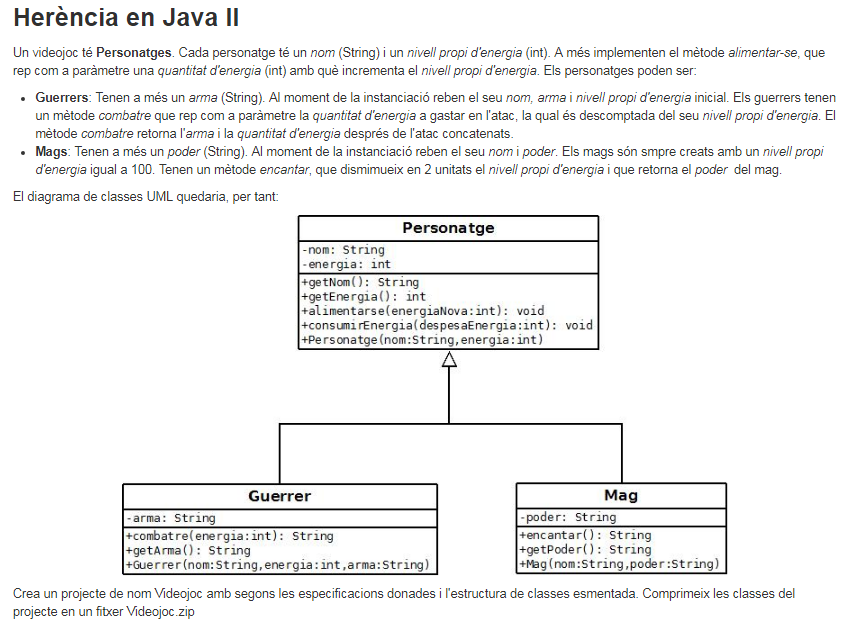 Herència en Java II
Un videojoc té Personatges. Cada personatge té un nom (String) i un nivell propi d'energia (int). A més implementen el mètode alimentar-se, que
rep com a paràmetre una quantitat d'energia (int) amb què incrementa el nivell propi d'energia. Els personatges poden ser:
• Guerrers: Tenen a més un arma (String). Al moment de la instanciació reben el seu nom, arma i nivell propi d'energia inicial. Els guerrers tenen
un mètode combatre que rep com a paràmetre la quantitat d'energia a gastar en l'atac, la qual és descomptada del seu nivell propi d'energia. El
mètode combatre retorna l'arma i la quantitat d'energia després de l'atac concatenats.
• Mags: Tenen a més un poder (String). Al moment de la instanciació reben el seu nom i poder. Els mags són smpre creats amb un nivell propi
d'energia igual a 100. Tenen un mètode encantar, que dismimueix en 2 unitats el nivell propi d'energia i que retorna el poder del mag.
El diagrama de classes UML quedaria, per tant:
Personatge
-nom: String
-energia: int
+getNom(): String
+getEnergia(): int
+alimentarse(energiaNova:int): void
+consumirEnergia(despesaEnergia:int): void
+Personatge(nom:String,energia:int)
Guerrer
-arma: String
+combatre(energia:int): String
+getArma(): String
+Guerrer(nom:String,energia:int,arma:String)
Mag
-poder: String
+encantar(): String
+getPoder(): String
+Mag(nom:String,poder:String)
Crea un projecte de nom Videojoc amb segons les especificacions donades i l'estructura de classes esmentada. Comprimeix les classes del
projecte en un fitxer Videojoc.zip